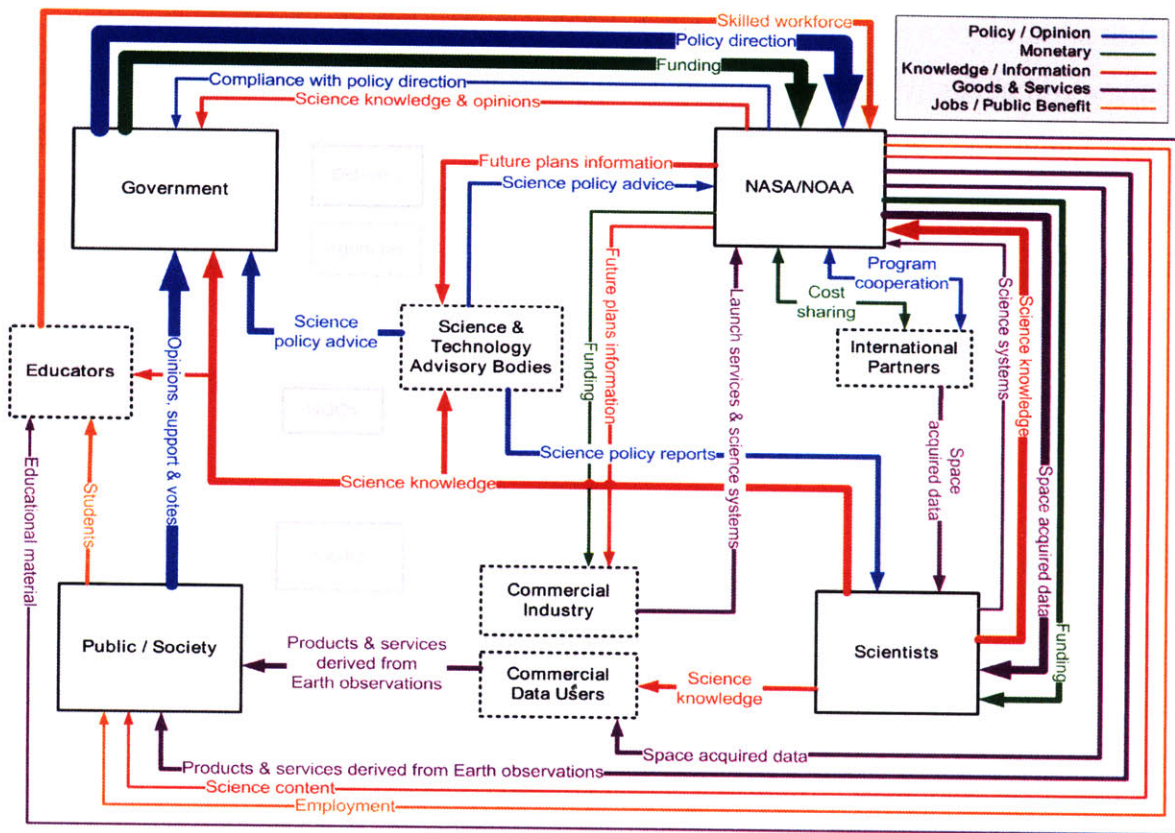 Skilled workforce
Policy direction
Funding
Compliance with policy direction
Science knowledge & opinions
Policy / Opinion
Monetary
Knowledge / Information
Goods & Services
Jobs / Public Benefit
Government
Future plans information
Science policy advice
NASA/NOAA
Program
cooperation
Cost
sharing
Science
policy advice
Science &
Technology
Advisory Bodies
International
Partners
Educators
Opinions, support & votes
Funding
Future plans information
Launch services & science systems
Science systems
Science knowledge
Space acquired data
Space
acquired data
Science policy reports
Science knowledge
Students
Educational material
Commercial
Industry
Public / Society
Products & services
derived from
Earth observations
Commercial
Data Users
Science
knowledge
Scientists
Funding
Space acquired data
Products & services derived from Earth observations
Science content
Employment